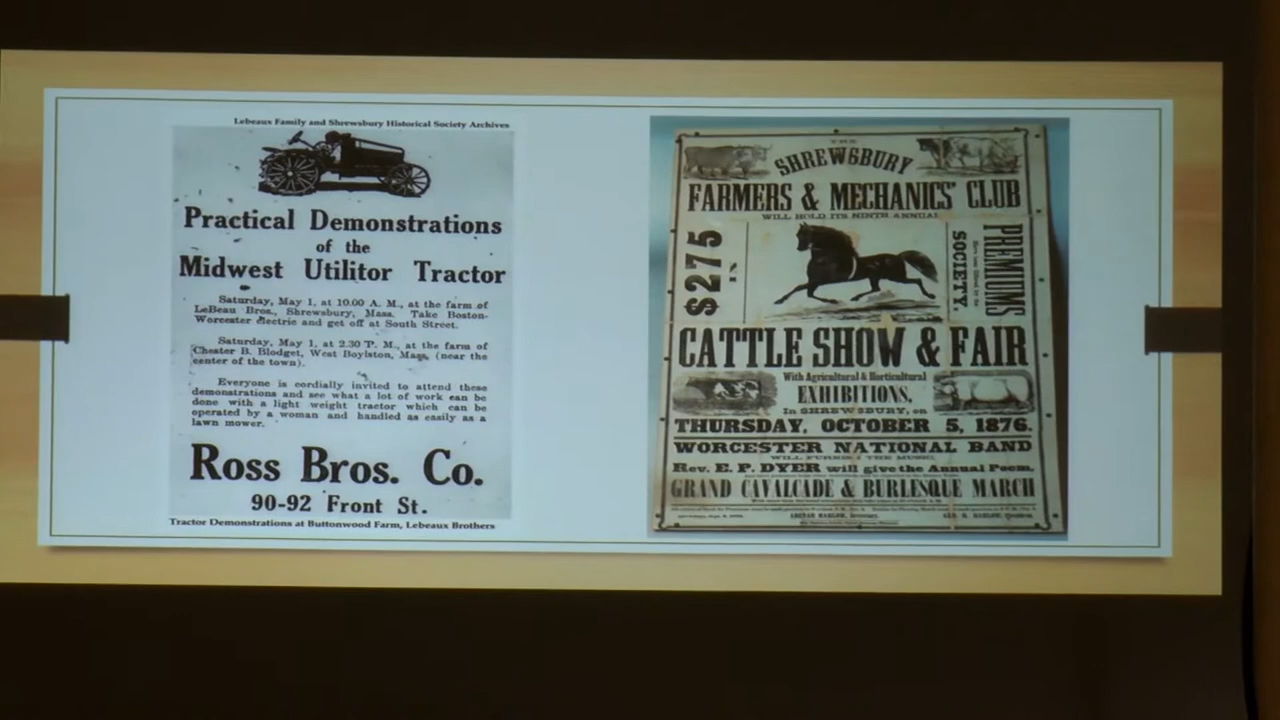 Lebeaux Family and Shrewsbury Historical Society Archives
Practical Demonstrations
of the
Midwest Utilitor Tractor
Saturday, May 1, at 10.00 A. M., at the farm of
LeBeau Bros., Shrewsbury, Mass. Take Boston-
Worcester electric and get off at South Street.
Saturday, May 1, at 2.30 P. M., at the farm of
Chester B. Blodget, West Boylston, Mass. (near the
center of the town).
Everyone is cordially invited to attend these
demonstrations and see what a lot of work can be
done with a light weight tractor which can be
operated by a woman and handled as easily as a
lawn mower.
Ross Bros. Co.
90-92 Front St.
Tractor Demonstrations at Buttonwood Farm, Lebeaux Brothers
THE
SHREWSBURY
FARMERS & MECHANICS' CLUB
WILL HOLD ITS NINTH ANNUAL
$275
IN
PREMIUMS
SOCIETY.
CATTLE SHOW & FAIR
With Agricultural & Horticultural
EXHIBITIONS,
In SHREWSBURY, on
THURSDAY, OCTOBER 5, 1876.
WORCESTER NATIONAL BAND
WILL FURNISH THE MUSIC.
Rev. E. P. DYER will give the Annual Poem.
GRAND CAVALCADE & BURLESQUE MARCH